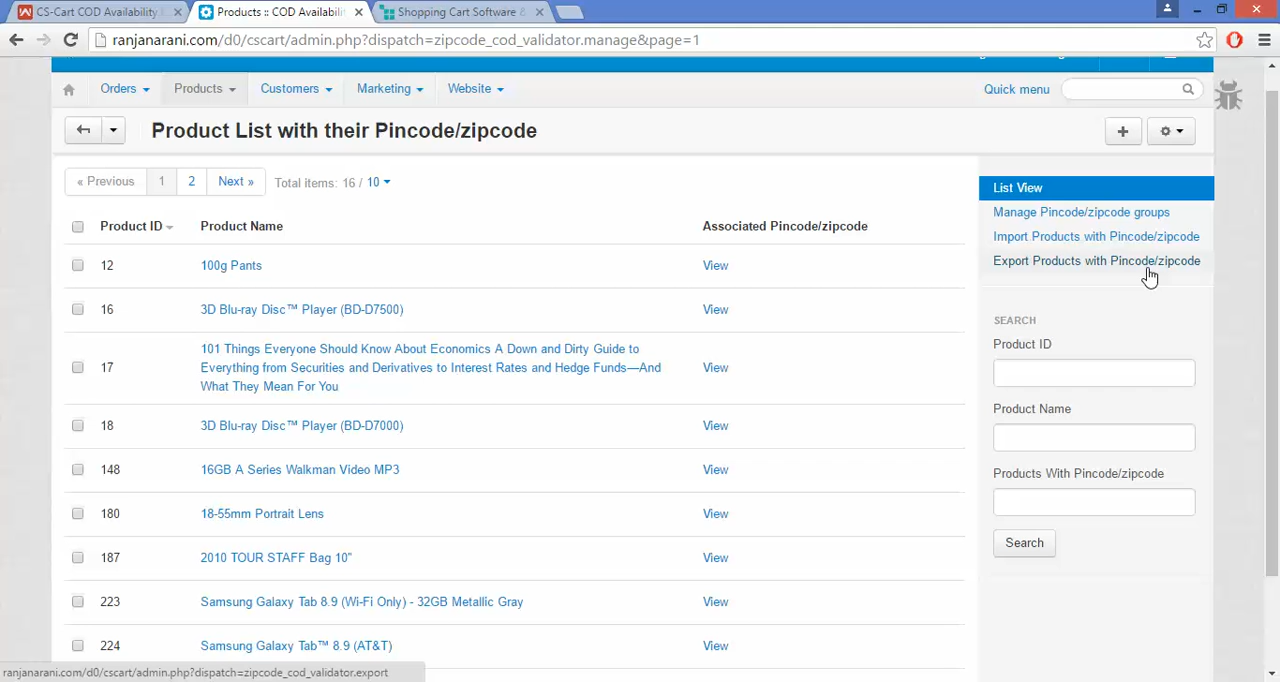 CS-Cart COD Availability
Products :: COD Availabili
Shopping Cart Software &
ranjanarani.com/d0/cscart/admin.php?dispatch=zipcode_cod_validator.manage&page=1
Orders
Products
Customers
Marketing
Website
Quick menu
Product List with their Pincode/zipcode
« Previous
1
2
Next »
Total items: 16 / 10
Product ID
Product Name
Associated Pincode/zipcode
12
100g Pants
View
16
3D Blu-ray Disc™ Player (BD-D7500)
View
17
101 Things Everyone Should Know About Economics A Down and Dirty Guide to
Everything from Securities and Derivatives to Interest Rates and Hedge Funds—And
What They Mean For You
View
18
3D Blu-ray Disc™ Player (BD-D7000)
View
148
16GB A Series Walkman Video MP3
View
180
18-55mm Portrait Lens
View
187
2010 TOUR STAFF Bag 10"
View
223
Samsung Galaxy Tab 8.9 (Wi-Fi Only) - 32GB Metallic Gray
View
224
Samsung Galaxy Tab™ 8.9 (AT&T)
View
List View
Manage Pincode/zipcode groups
Import Products with Pincode/zipcode
Export Products with Pincode/zipcode
SEARCH
Product ID
Product Name
Products With Pincode/zipcode
Search
ranjanarani.com/d0/cscart/admin.php?dispatch=zipcode_cod_validator.export